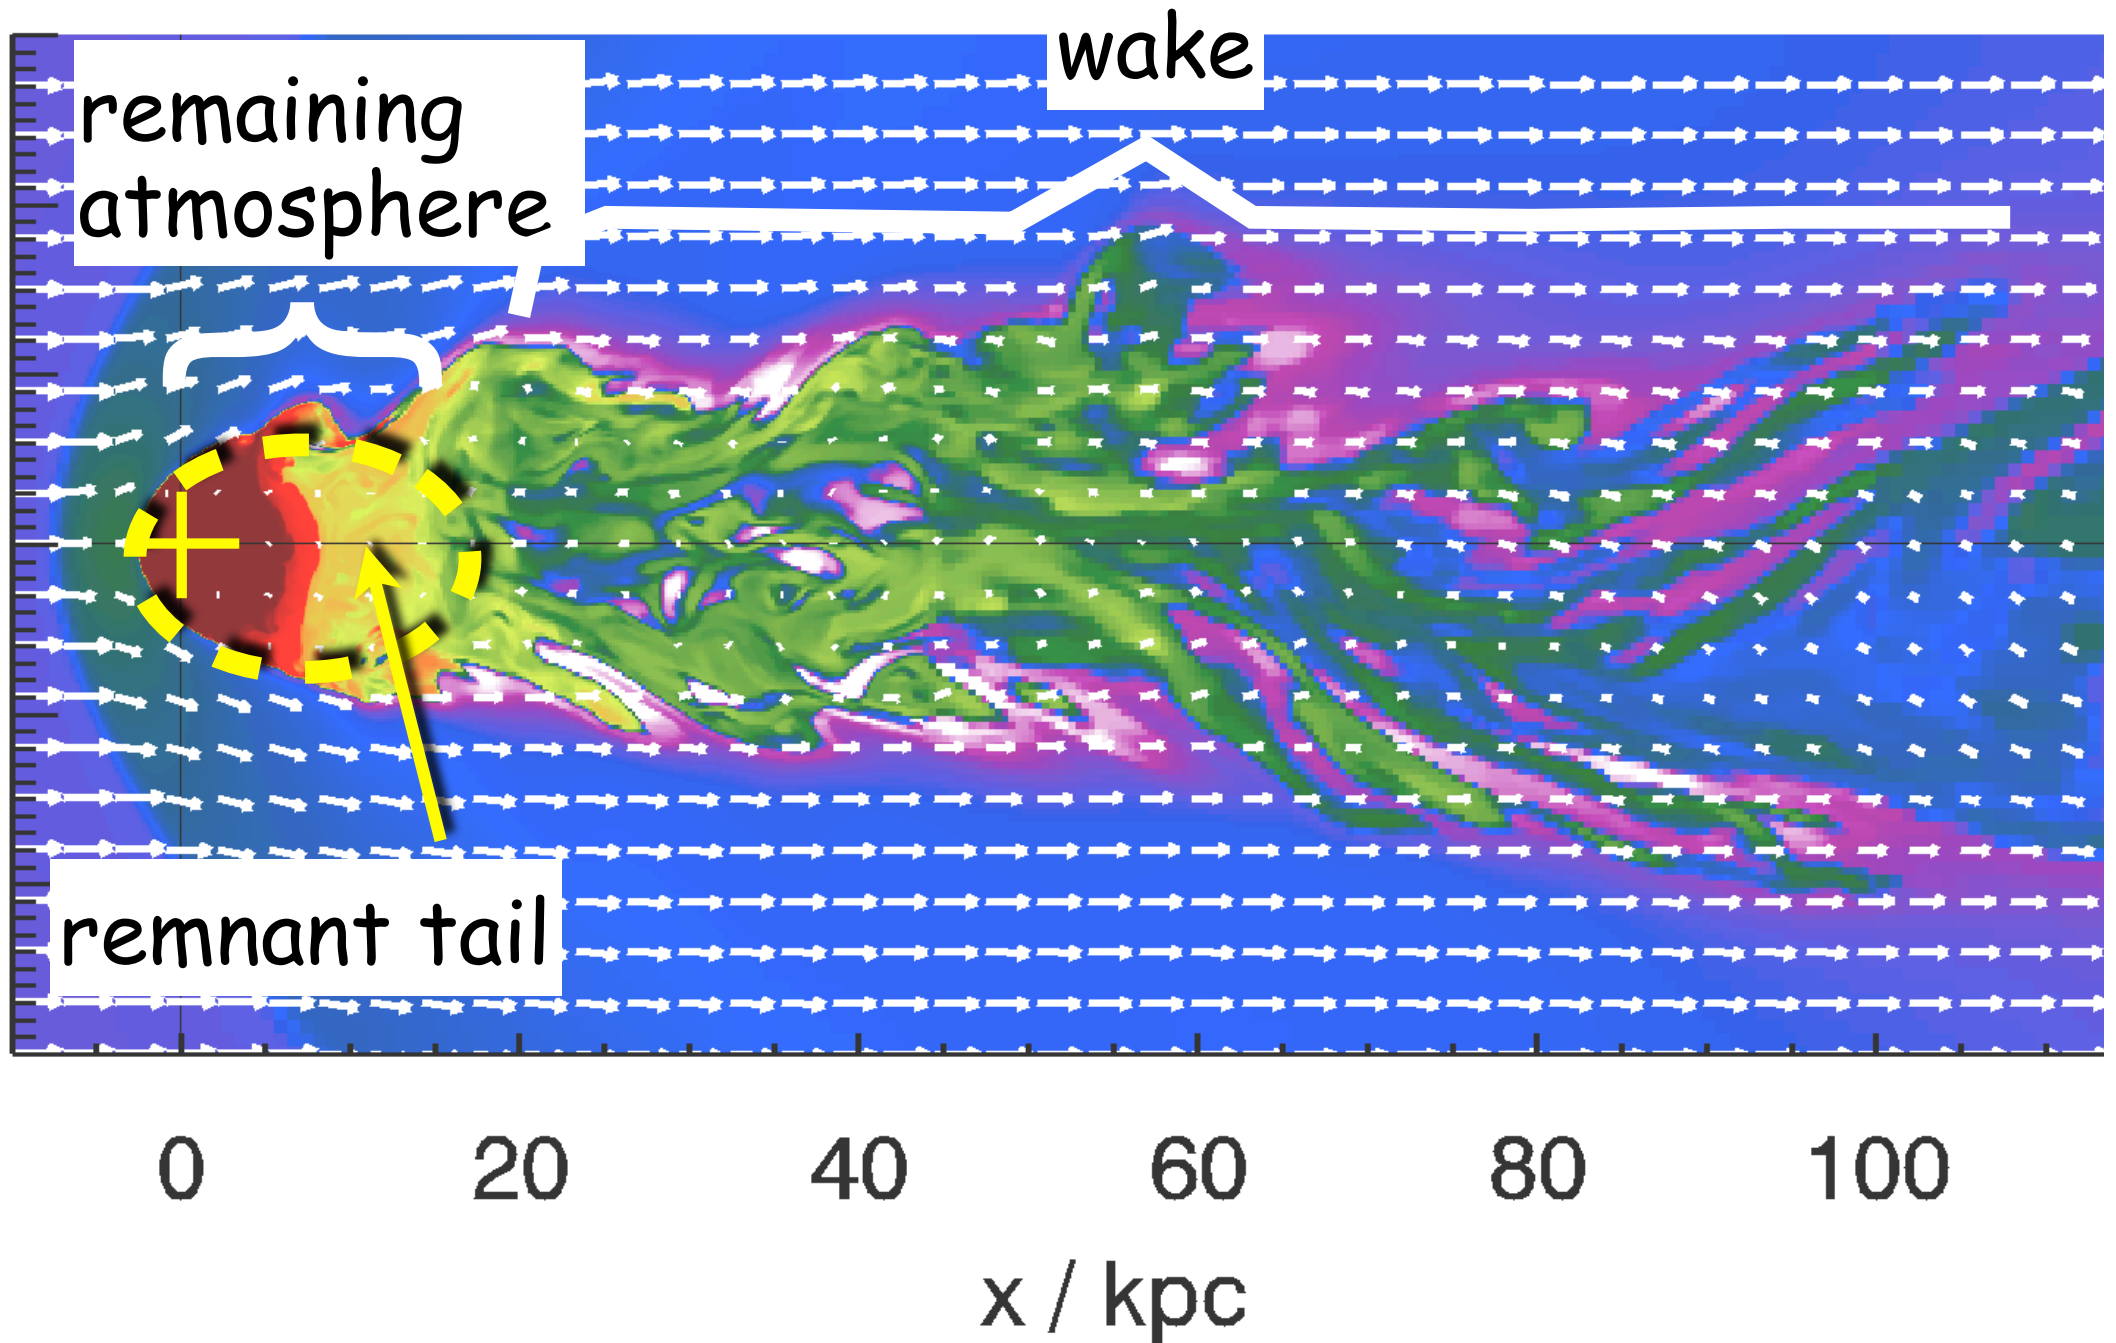 wake
remaining
atmosphere
remnant tail
0 20 40 60 80 100
x / kpc